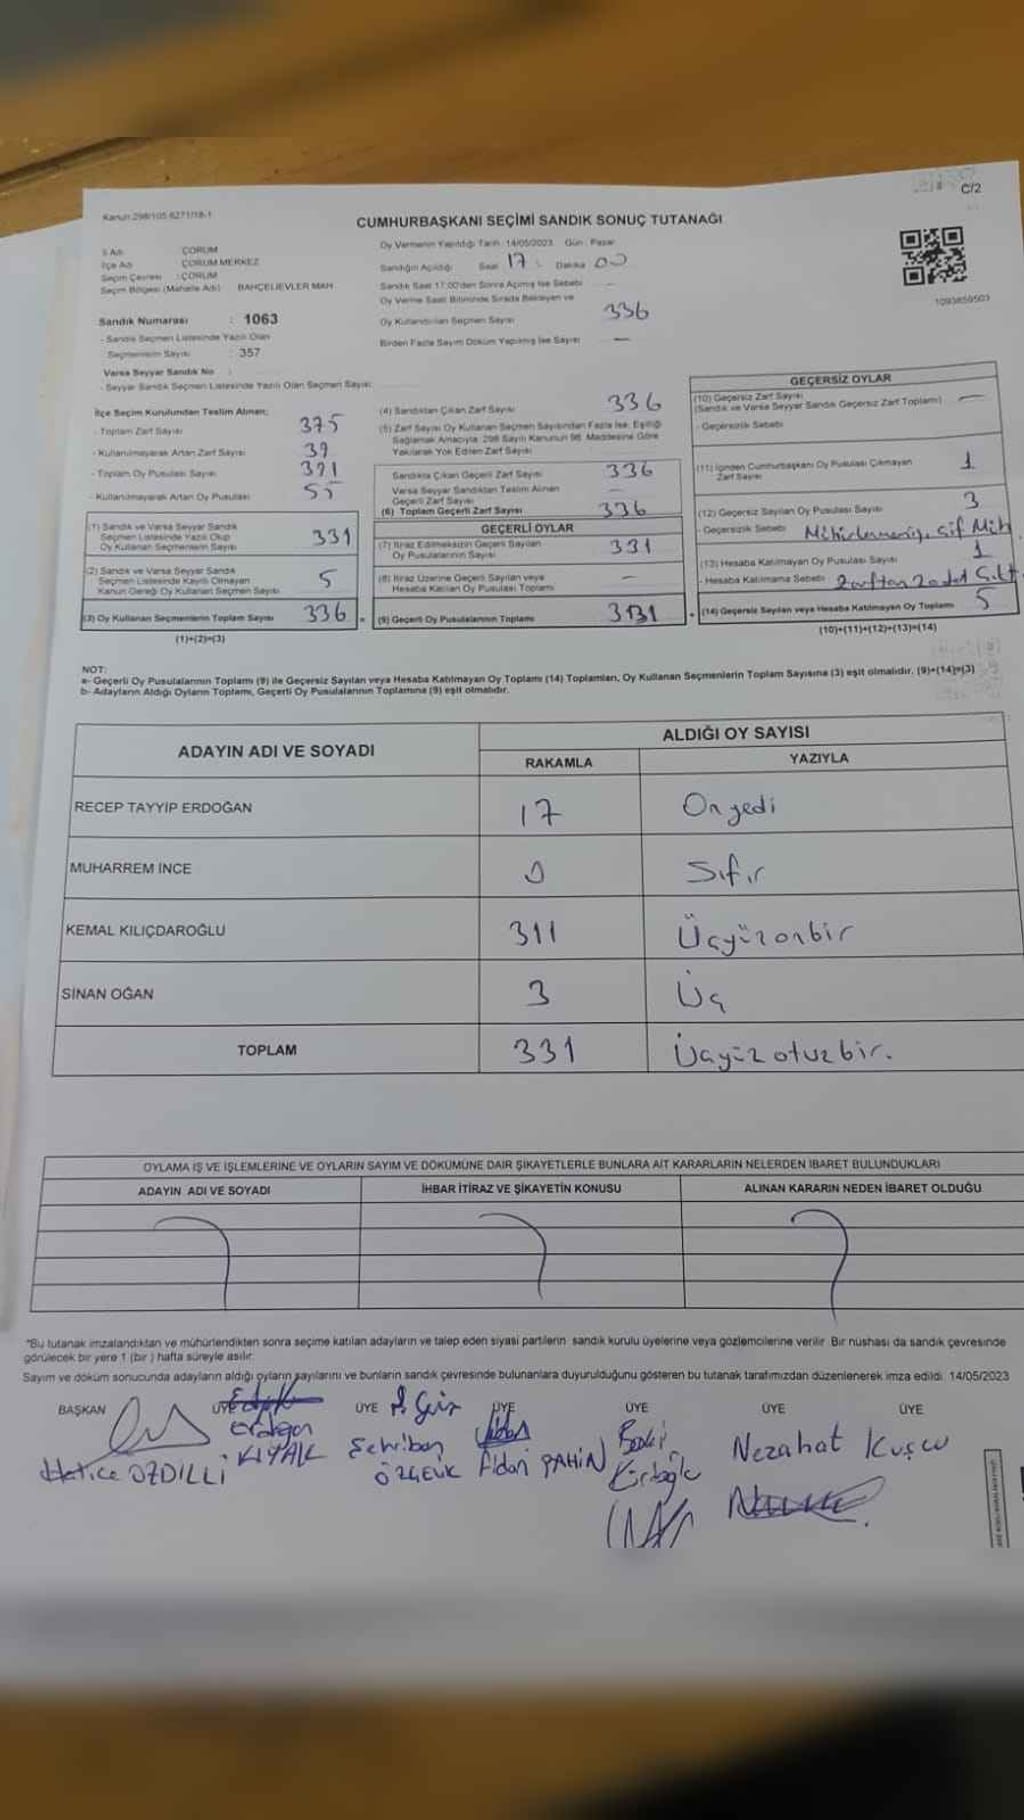 C/2
Kanun 298/105 6271/18-1
CUMHURBAŞKANI SEÇİMİ SANDIK SONUÇ TUTANAĞI
İl Adı : ÇORUM
İlçe Adı : ÇORUM MERKEZ
Seçim Çevresi : ÇORUM
Seçim Bölgesi (Mahalle Adı) : BAHÇELİEVLER MAH.
Oy Vermenin Yapıldığı Tarih : 14/05/2023 Gün : Pazar
Sandığın Açıldığı Saat 17 : Dakika 00
Sandık Saat 17:00'den Sonra Açılmış İse Sebebi
Oy Verme Saati Bitiminde Sırada Bekleyen ve
Oy Kullandırılan Seçmen Sayısı 336
Birden Fazla Sayım Döküm Yapılmış İse Sayısı —
1093859503
Sandık Numarası : 1063
- Sandık Seçmen Listesinde Yazılı Olan
Seçmenlerin Sayısı : 357
Varsa Seyyar Sandık No :
- Seyyar Sandık Seçmen Listesinde Yazılı Olan Seçmen Sayısı:
İlçe Seçim Kurulundan Teslim Alınan;
- Toplam Zarf Sayısı 375
- Kullanılmayarak Artan Zarf Sayısı 39
- Toplam Oy Pusulası Sayısı 391
- Kullanılmayarak Artan Oy Pusulası 55
(1) Sandık ve Varsa Seyyar Sandık
Seçmen Listesinde Yazılı Olup
Oy Kullanan Seçmenlerin Sayısı 331
(2) Sandık ve Varsa Seyyar Sandık
Seçmen Listesinde Kayıtlı Olmayan
Kanun Gereği Oy Kullanan Seçmen Sayısı 5
(3) Oy Kullanan Seçmenlerin Toplam Sayısı 336
(1)+(2)=(3)
(4) Sandıktan Çıkan Zarf Sayısı 336
(5) Zarf Sayısı Oy Kullanan Seçmen Sayısından Fazla İse, Eşitliği
Sağlamak Amacıyla 298 Sayılı Kanunun 98. Maddesine Göre
Yakılarak Yok Edilen Zarf Sayısı
Sandıkta Çıkan Geçerli Zarf Sayısı 336
Varsa Seyyar Sandıktan Teslim Alınan
Geçerli Zarf Sayısı —
(6) Toplam Geçerli Zarf Sayısı 336
GEÇERLİ OYLAR
(7) İtiraz Edilmeksizin Geçerli Sayılan
Oy Pusulalarının Sayısı 331
(8) İtiraz Üzerine Geçerli Sayılan veya
Hesaba Katılan Oy Pusulası Toplamı —
(9) Geçerli Oy Pusulalarının Toplamı 331
GEÇERSİZ OYLAR
(10) Geçersiz Zarf Sayısı
(Sandık ve Varsa Seyyar Sandık Geçersiz Zarf Toplamı) —
- Geçersizlik Sebebi
(11) İçinden Cumhurbaşkanı Oy Pusulası Çıkmayan
Zarf Sayısı 1
(12) Geçersiz Sayılan Oy Pusulası Sayısı 3
- Geçersizlik Sebebi
(13) Hesaba Katılmayan Oy Pusulası Sayısı 1
- Hesaba Katılmama Sebebi Zarftan 2 adet
(14) Geçersiz Sayılan veya Hesaba Katılmayan Oy Toplamı 5
(10)+(11)+(12)+(13)=(14)
NOT:
a- Geçerli Oy Pusulalarının Toplamı (9) ile Geçersiz Sayılan veya Hesaba Katılmayan Oy Toplamı (14) Toplamları, Oy Kullanan Seçmenlerin Toplam Sayısına (3) eşit olmalıdır. (9)+(14)=(3)
b- Adayların Aldığı Oyların Toplamı, Geçerli Oy Pusulalarının Toplamına (9) eşit olmalıdır.
ADAYIN ADI VE SOYADI
ALDIĞI OY SAYISI
RAKAMLA YAZIYLA
RECEP TAYYİP ERDOĞAN 17 Onyedi
MUHARREM İNCE 0 Sıfır
KEMAL KILIÇDAROĞLU 311 Üçyüzonbir
SİNAN OĞAN 3 Üç
TOPLAM 331 Üçyüzotuzbir.
OYLAMA İŞ VE İŞLEMLERİNE VE OYLARIN SAYIM VE DÖKÜMÜNE DAİR ŞİKAYETLERLE BUNLARA AİT KARARLARIN NELERDEN İBARET BULUNDUKLARI
ADAYIN ADI VE SOYADI İHBAR İTİRAZ VE ŞİKAYETİN KONUSU ALINAN KARARIN NEDEN İBARET OLDUĞU
*Bu tutanak imzalandıktan ve mühürlendikten sonra seçime katılan adayların ve talep eden siyasi partilerin sandık kurulu üyelerine veya gözlemcilerine verilir. Bir nüshası da sandık çevresinde
görülecek bir yere 1 (bir) hafta süreyle asılır.
Sayım ve döküm sonucunda adayların aldığı oyların sayılarını ve bunların sandık çevresinde bulunanlara duyurulduğunu gösteren bu tutanak tarafımızdan düzenlenerek imza edildi. 14/05/2023
BAŞKAN ÜYE ÜYE ÜYE ÜYE ÜYE ÜYE
Hatice ÖZDİLLİ
Erdoğan KIYAK
Şehriban ÖZÇELİK
Fidan ŞAHİN
Nezahat Kuşcu